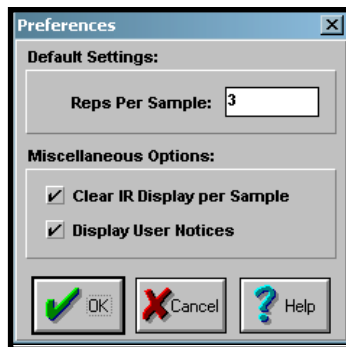 Preferences
Default Settings:
Reps Per Sample: 3
Miscellaneous Options:
Clear IR Display per Sample
Display User Notices
OK Cancel Help